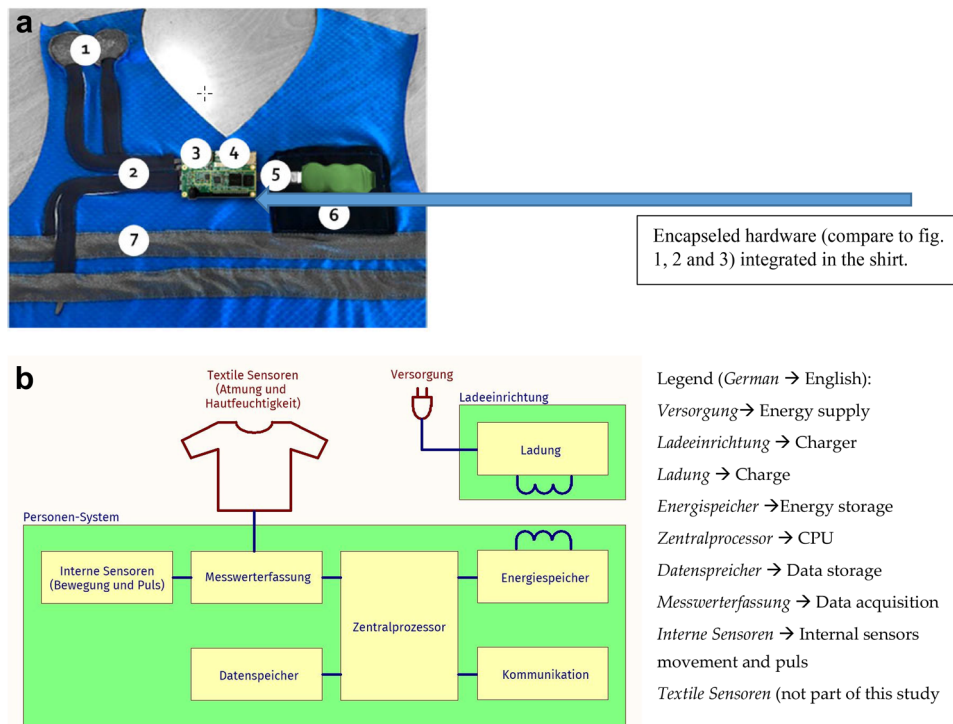 a
1
2
3
4
5
6
7
Encapseled hardware (compare to fig.
1, 2 and 3) integrated in the shirt.
b
Textile Sensoren
(Atmung und
Hautfeuchtigkeit)
Versorgung
Ladeeinrichtung
Ladung
Personen-System
Interne Sensoren
(Bewegung und Puls)
Messwerterfassung
Zentralprozessor
Energiespeicher
Datenspeicher
Kommunikation
Legend (German → English):
Versorgung→ Energy supply
Ladeeinrichtung → Charger
Ladung → Charge
Energispeicher →Energy storage
Zentralprocessor → CPU
Datenspreicher → Data storage
Messwerterfassung → Data acquisition
Interne Sensoren → Internal sensors
movement and puls
Textile Sensoren (not part of this study